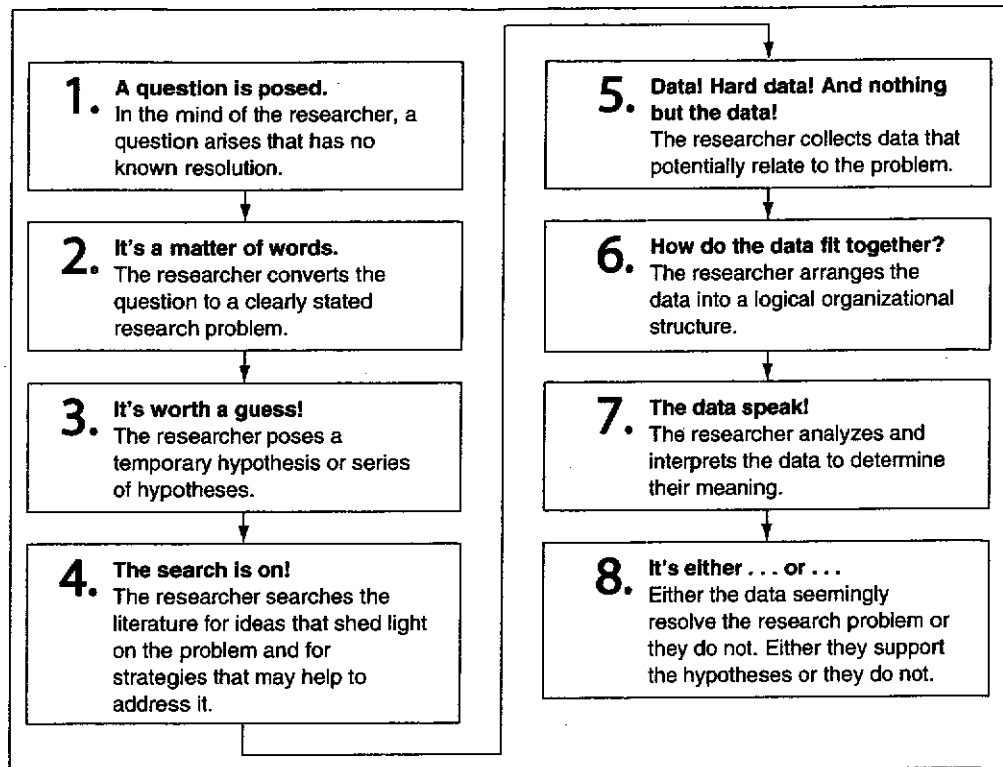 1. A question is posed.
In the mind of the researcher, a
question arises that has no
known resolution.
2. It's a matter of words.
The researcher converts the
question to a clearly stated
research problem.
3. It's worth a guess!
The researcher poses a
temporary hypothesis or series
of hypotheses.
4. The search is on!
The researcher searches the
literature for ideas that shed light
on the problem and for
strategies that may help to
address it.
5. Data! Hard data! And nothing
but the data!
The researcher collects data that
potentially relate to the problem.
6. How do the data fit together?
The researcher arranges the
data into a logical organizational
structure.
7. The data speak!
The researcher analyzes and
interprets the data to determine
their meaning.
8. It's either . . . or . . .
Either the data seemingly
resolve the research problem or
they do not. Either they support
the hypotheses or they do not.